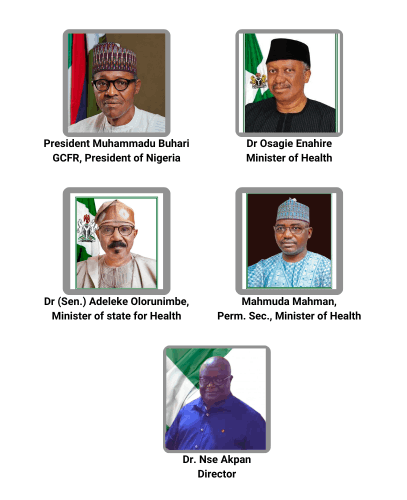 President Muhammadu Buhari
GCFR, President of Nigeria
Dr Osagie Enahire
Minister of Health
Dr (Sen.) Adeleke Olorunimbe,
Minister of state for Health
Mahmuda Mahman,
Perm. Sec., Minister of Health
Dr. Nse Akpan
Director